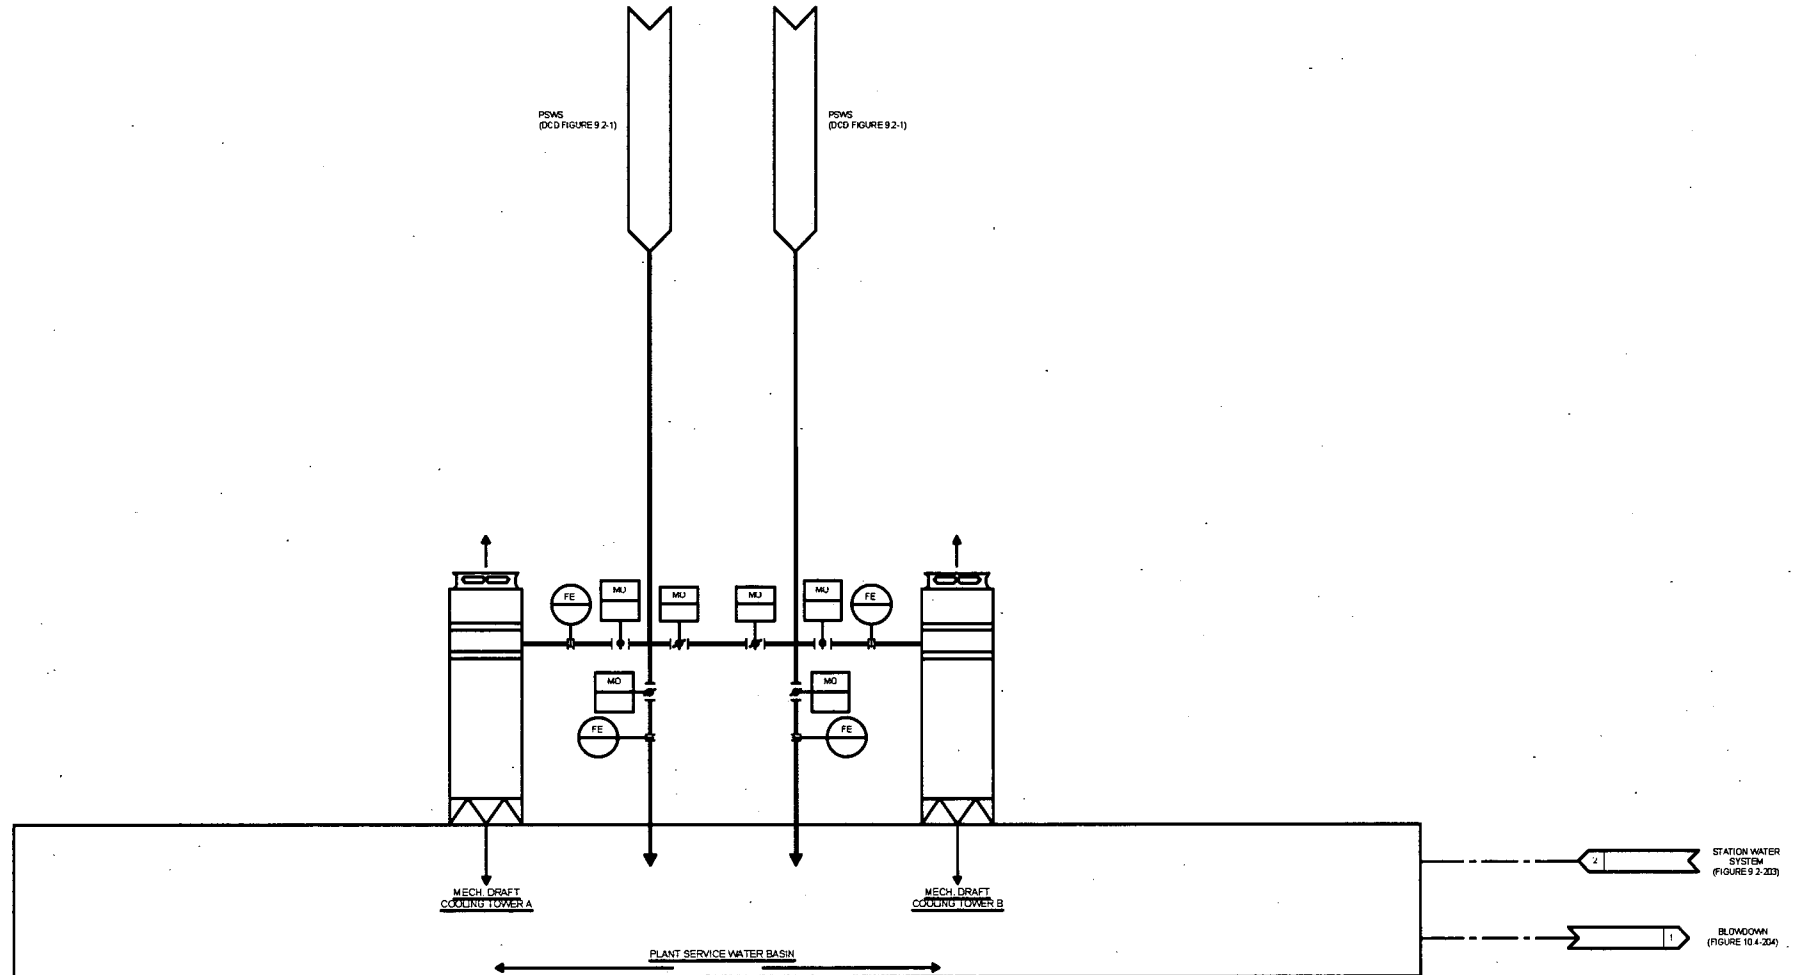 PSWS
(DCD FIGURE 9.2-1)
PSWS
(DCD FIGURE 9.2-1)
FE
MO
MO
MO
MO
FE
MO
MO
FE
FE
MECH. DRAFT
COOLING TOWER A
MECH. DRAFT
COOLING TOWER B
2
STATION WATER
SYSTEM
(FIGURE 9.2-203)
1
BLOWDOWN
(FIGURE 10.4-204)
PLANT SERVICE WATER BASIN